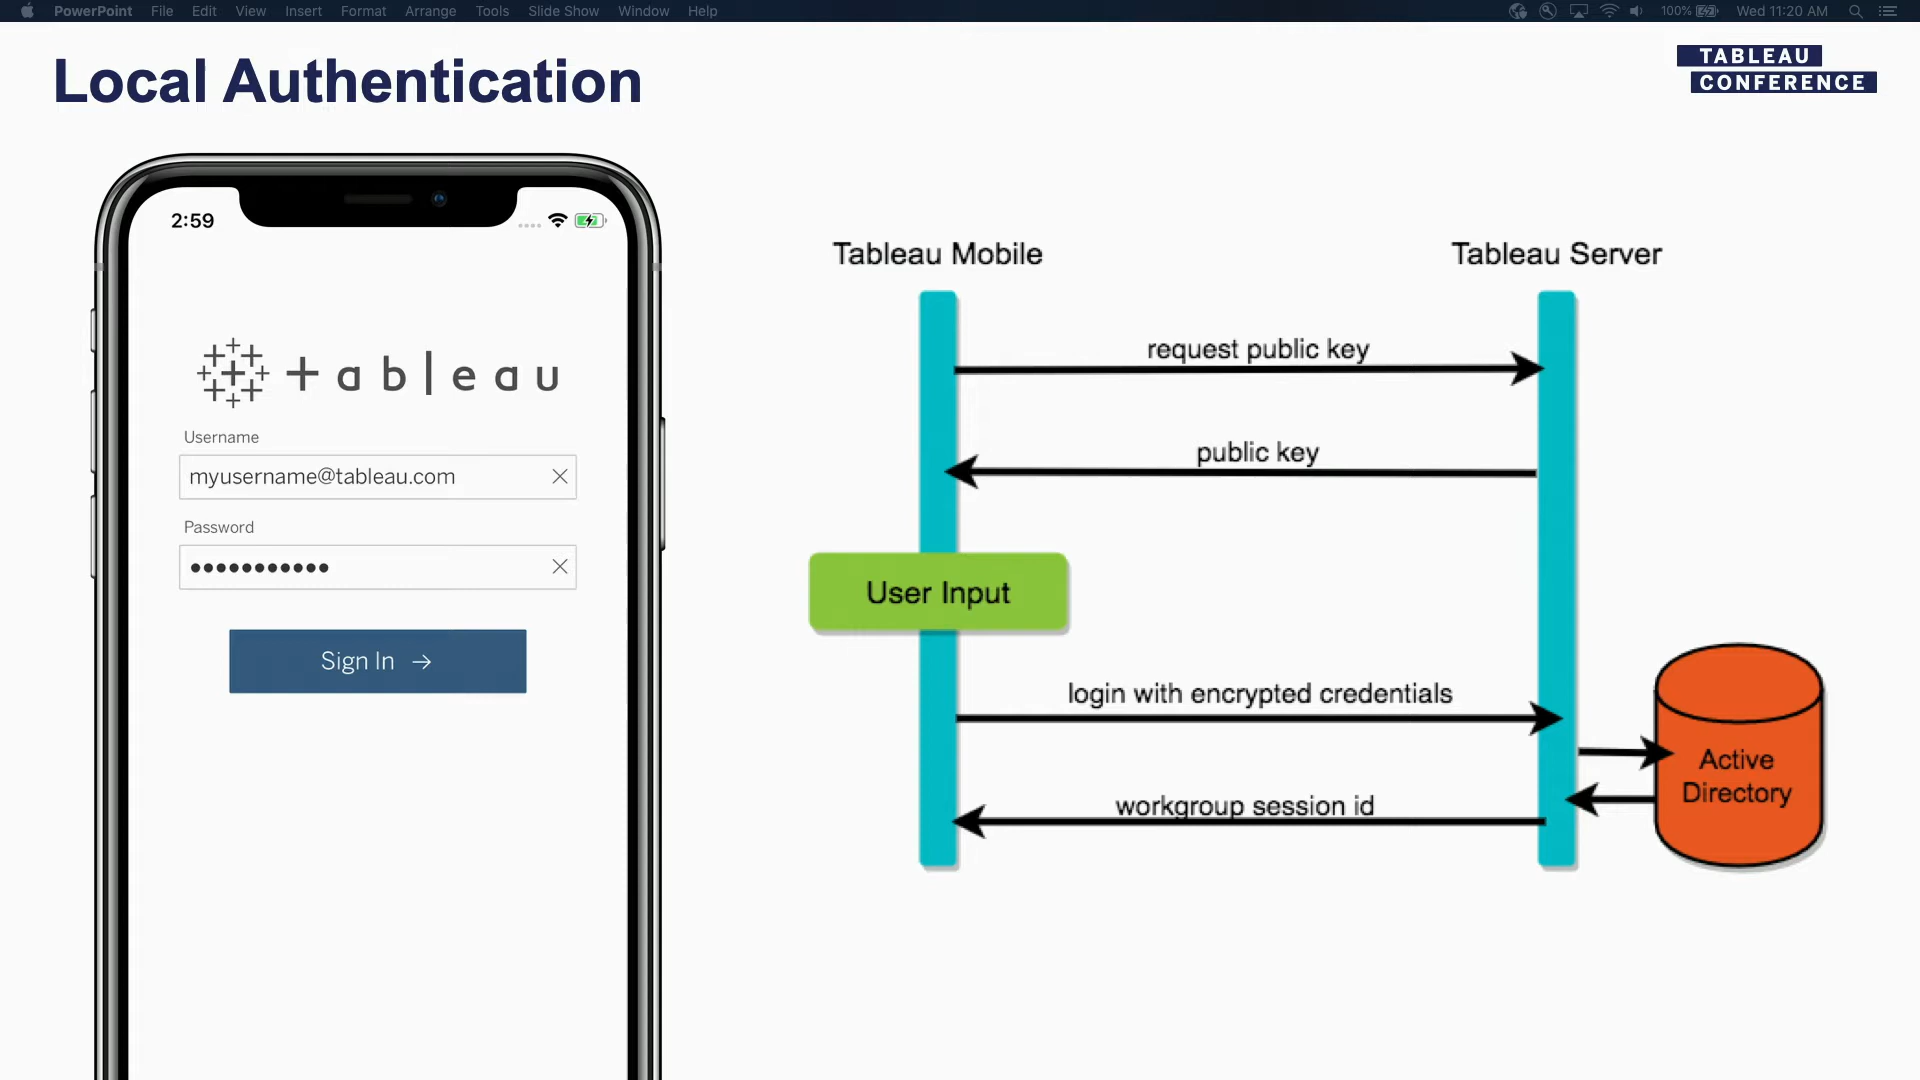 PowerPoint File Edit View Insert Format Arrange Tools Slide Show Window Help 100% Wed 11:20 AM
Local Authentication
TABLEAU
CONFERENCE
2:59
+ableau
Username
myusername@tableau.com
Password
Sign In →
Tableau Mobile
Tableau Server
request public key
public key
User Input
login with encrypted credentials
Active
Directory
workgroup session id